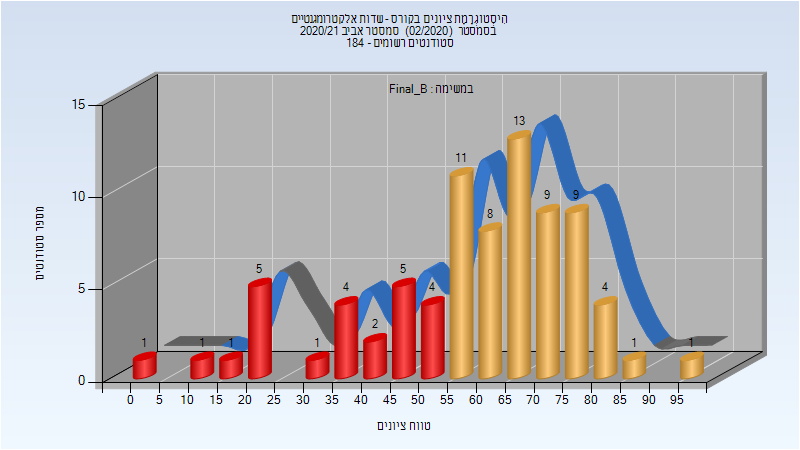 היסטוגרמת ציונים בקורס - שדות אלקטרומגנטיים
בסמסטר (02/2020) סמסטר אביב 2020/21
סטודנטים רשומים - 184
במשימה : Final_B
מספר סטודנטים
15
10
5
0
1 1 1 5 1 4 2 5 4 11 8 13 9 9 4 1 1
0 5 10 15 20 25 30 35 40 45 50 55 60 65 70 75 80 85 90 95
טווח ציונים